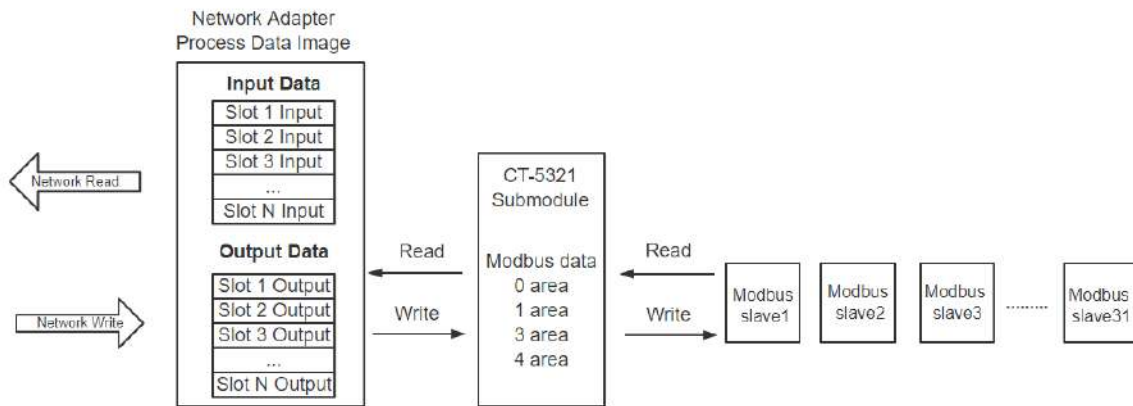 Network Adapter
Process Data Image
Input Data
Slot 1 Input
Slot 2 Input
Slot 3 Input
...
Slot N Input
Network Read
Output Data
Slot 1 Output
Slot 2 Output
Slot 3 Output
...
Slot N Output
Network Write
Read
Write
CT-5321
Submodule
Modbus data
0 area
1 area
3 area
4 area
Read
Write
Modbus
slave1
Modbus
slave2
Modbus
slave3
........
Modbus
slave31